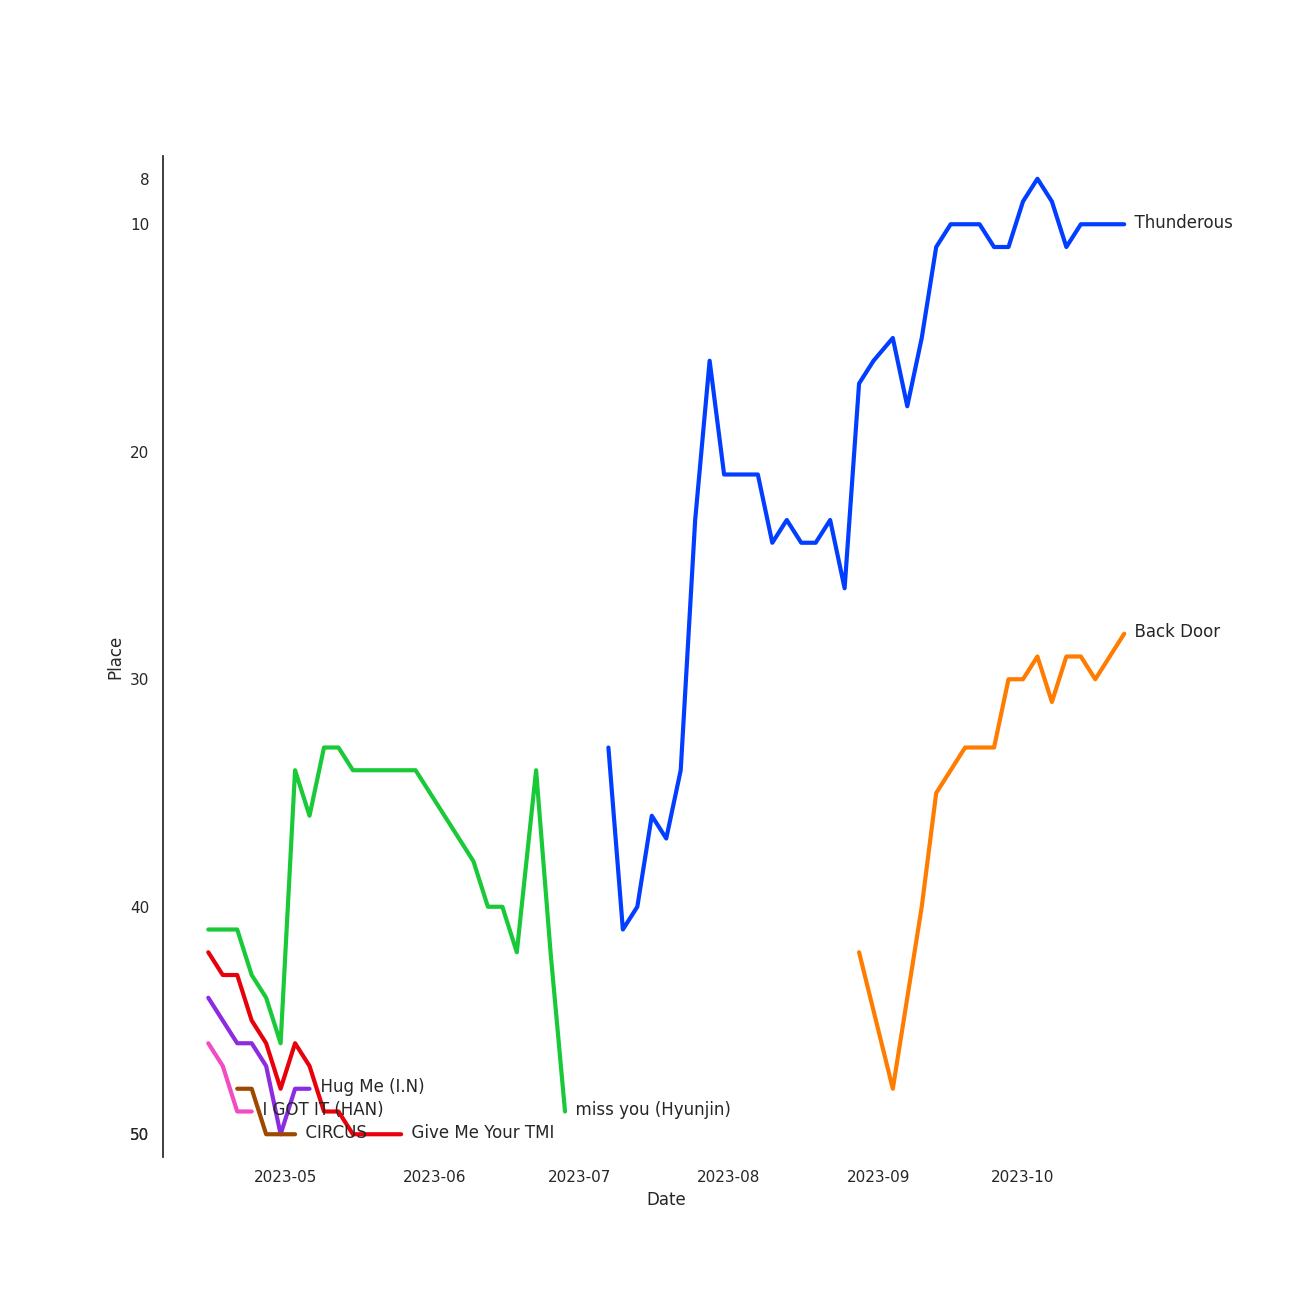 8
10
Thunderous
20
Place
Back Door
30
40
Hug Me (I.N)
I GOT IT (HAN)
miss you (Hyunjin)
50
CIRCUS
Give Me Your TMI
2023-05
2023-06
2023-07
2023-08
2023-09
2023-10
Date